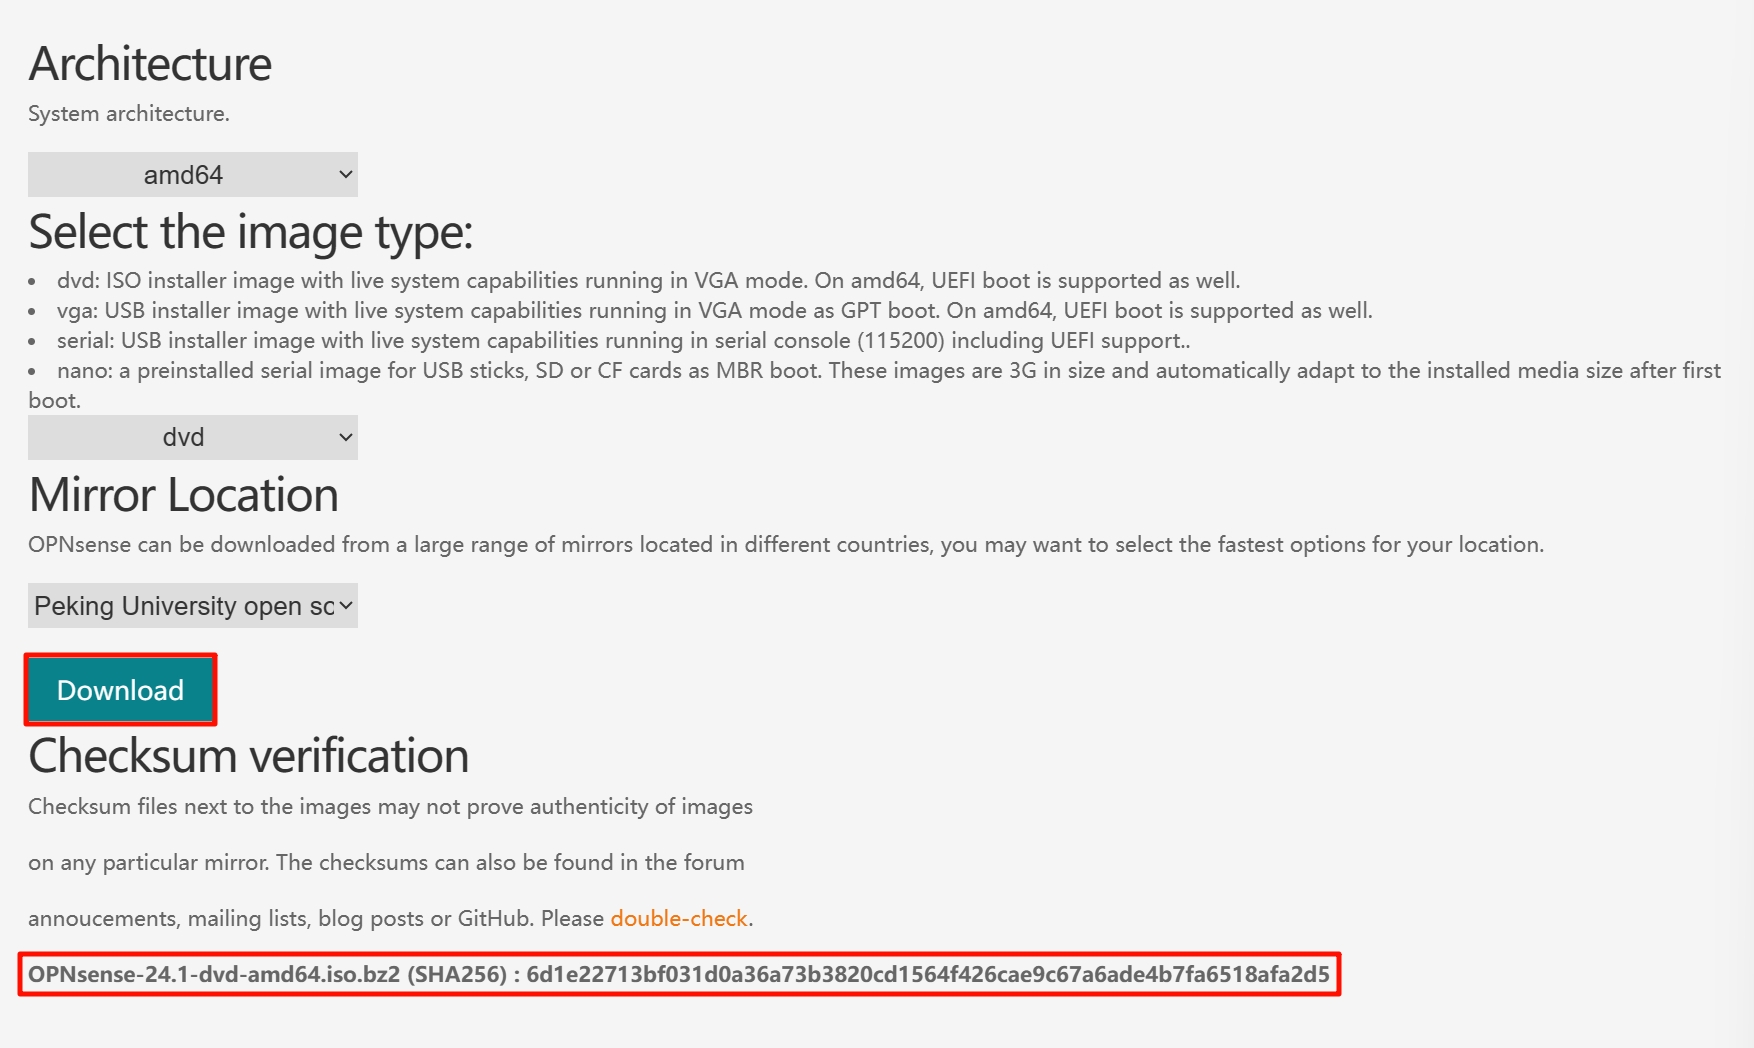 Architecture
System architecture.
amd64
Select the image type:
• dvd: ISO installer image with live system capabilities running in VGA mode. On amd64, UEFI boot is supported as well.
• vga: USB installer image with live system capabilities running in VGA mode as GPT boot. On amd64, UEFI boot is supported as well.
• serial: USB installer image with live system capabilities running in serial console (115200) including UEFI support..
• nano: a preinstalled serial image for USB sticks, SD or CF cards as MBR boot. These images are 3G in size and automatically adapt to the installed media size after first
boot.
dvd
Mirror Location
OPNsense can be downloaded from a large range of mirrors located in different countries, you may want to select the fastest options for your location.
Peking University open sc
Download
Checksum verification
Checksum files next to the images may not prove authenticity of images
on any particular mirror. The checksums can also be found in the forum
annoucements, mailing lists, blog posts or GitHub. Please double-check.
OPNsense-24.1-dvd-amd64.iso.bz2 (SHA256) : 6d1e22713bf031d0a36a73b3820cd1564f426cae9c67a6ade4b7fa6518afa2d5